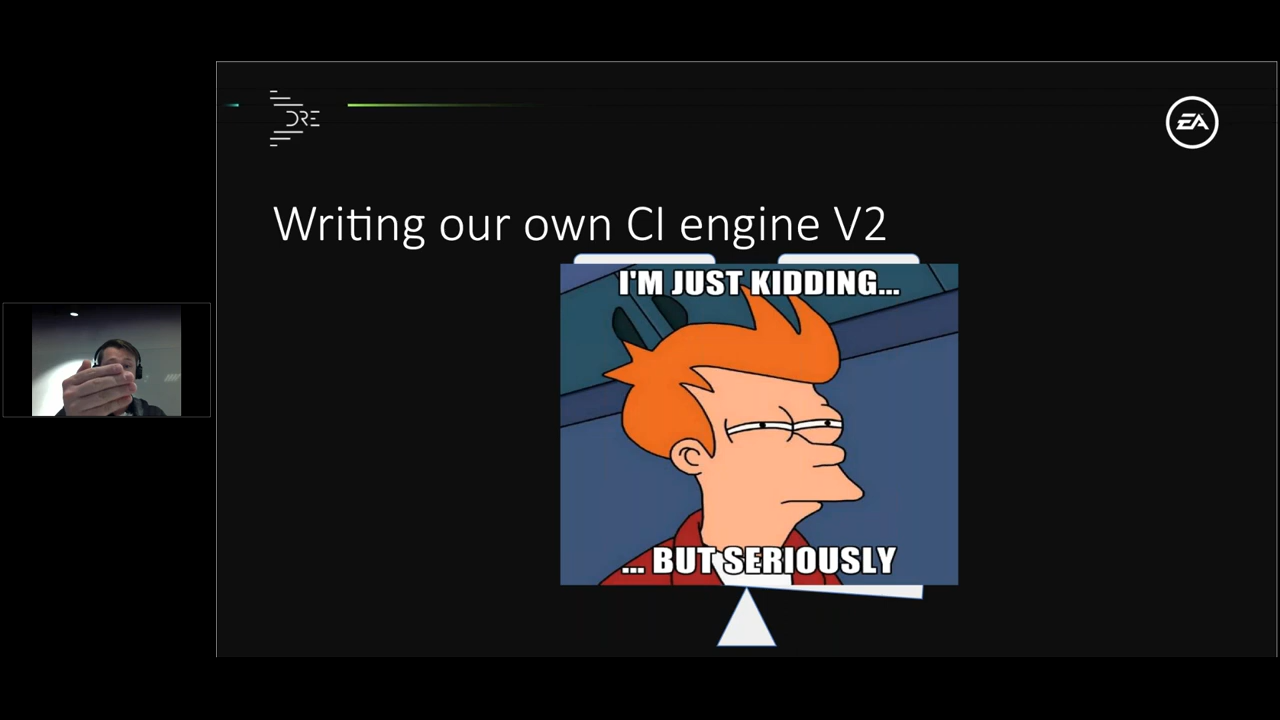 DRE
EA
Writing our own CI engine V2
I'M JUST KIDDING...
... BUT SERIOUSLY